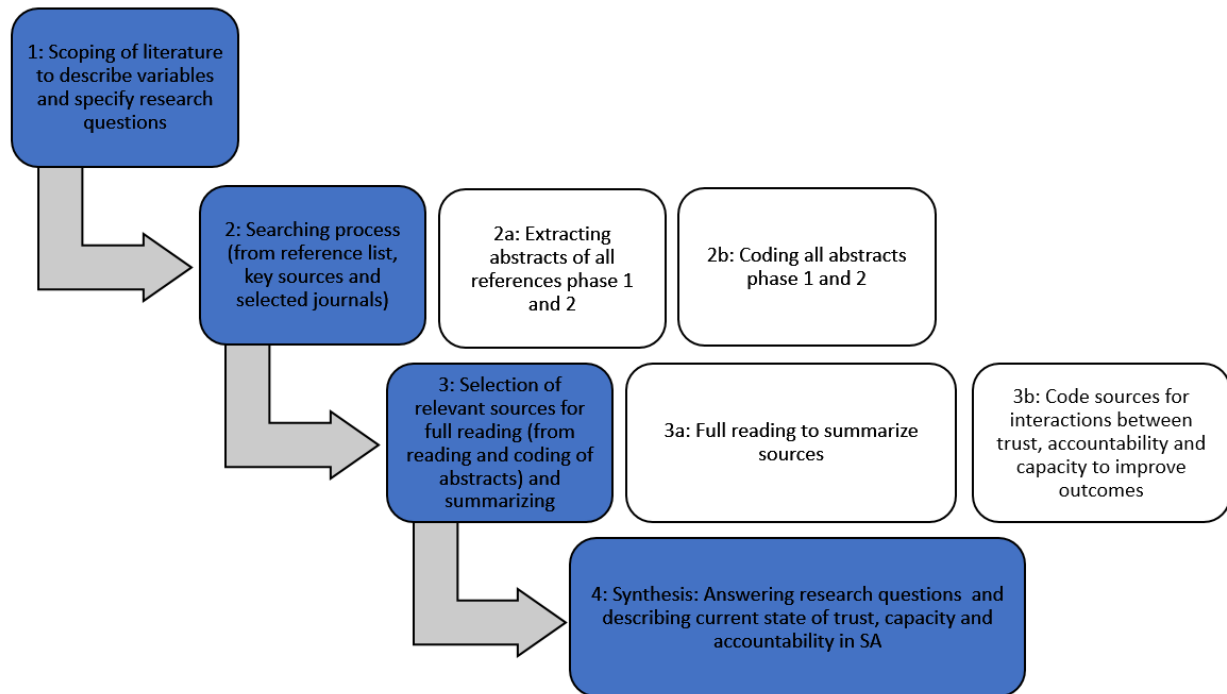 1: Scoping of literature
to describe variables
and specify research
questions
2: Searching process
(from reference list,
key sources and
selected journals)
2a: Extracting
abstracts of all
references phase 1
and 2
2b: Coding all abstracts
phase 1 and 2
3: Selection of
relevant sources for
full reading (from
reading and coding of
abstracts) and
summarizing
3a: Full reading to summarize
sources
3b: Code sources for
interactions between
trust, accountability and
capacity to improve
outcomes
4: Synthesis: Answering research questions  and
describing current state of trust, capacity and
accountability in SA